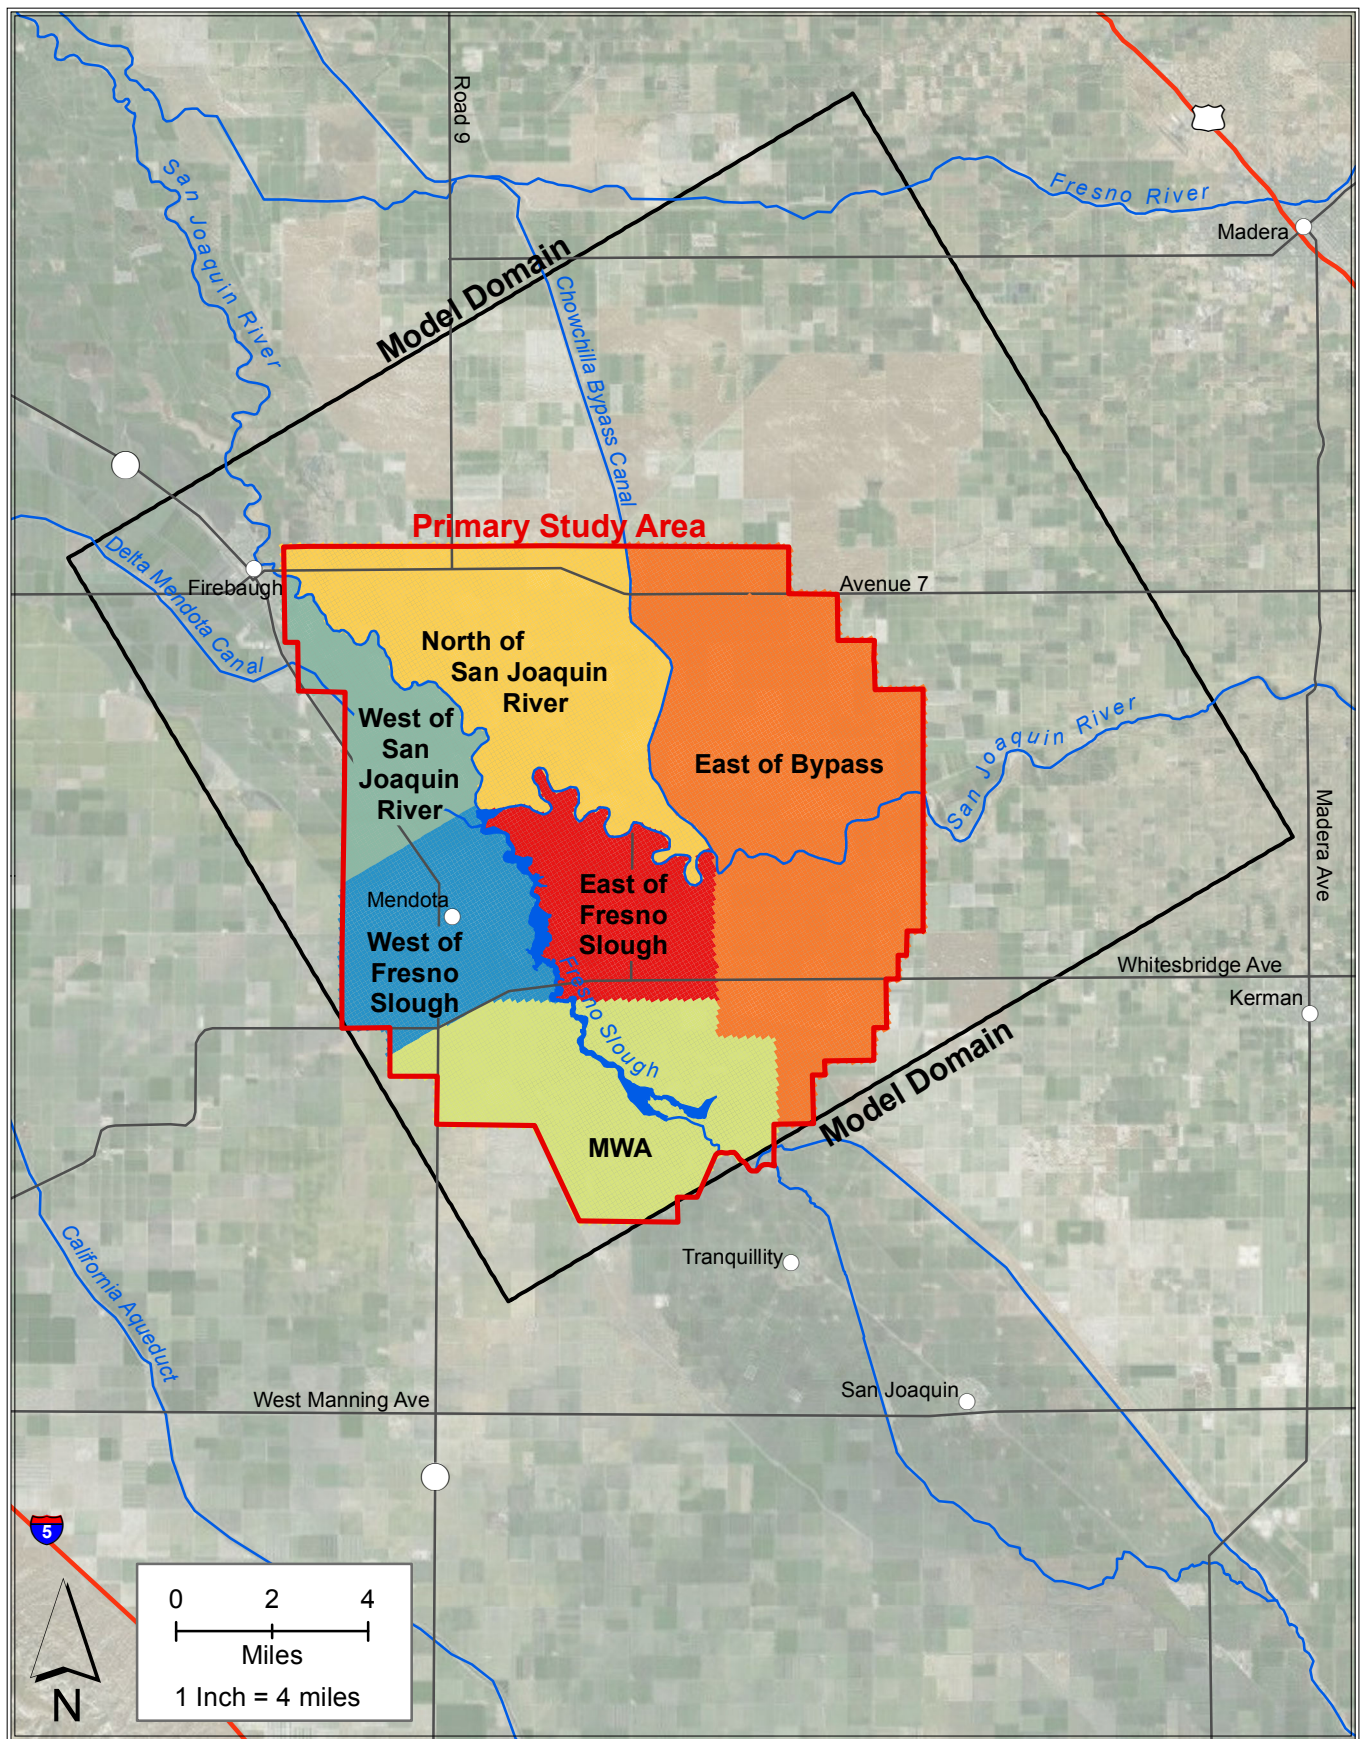 Road 9
San Joaquin River
Fresno River
Madera
Model Domain
Chowchilla Bypass Canal
Primary Study Area
Delta Mendota Canal
Firebaugh
Avenue 7
North of
San Joaquin
River
West of
San
Joaquin
River
East of Bypass
San Joaquin River
Madera Ave
East of
Fresno
Slough
Mendota
West of
Fresno
Slough
Fresno Slough
Whitesbridge Ave
Kerman
Model Domain
MWA
Tranquillity
California Aqueduct
San Joaquin
West Manning Ave
5
0 2 4
Miles
1 Inch = 4 miles
N